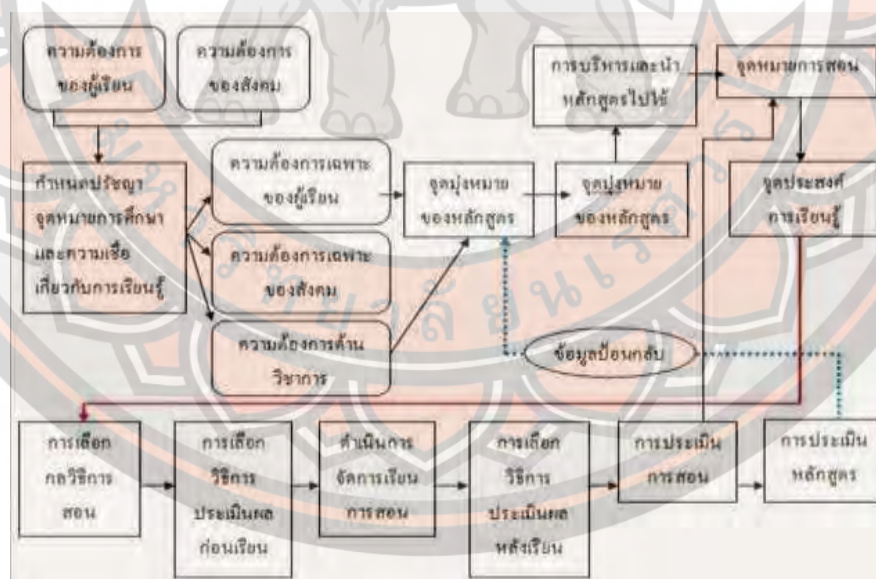 ความต้องการ
ของผู้เรียน
ความต้องการ
ของสังคม
การบริหารและนำ
หลักสูตรไปใช้
จุดหมายการสอน
กำหนดปรัชญา
จุดหมายการศึกษา
และความเชื่อ
เกี่ยวกับการเรียนรู้
ความต้องการเฉพาะ
ของผู้เรียน
ความต้องการเฉพาะ
ของสังคม
ความต้องการด้าน
วิชาการ
จุดมุ่งหมาย
ของหลักสูตร
จุดมุ่งหมาย
ของหลักสูตร
จุดประสงค์
การเรียนรู้
ข้อมูลป้อนกลับ
การเลือก
กลวิธีการ
สอน
การเลือก
วิธีการ
ประเมินผล
ก่อนเรียน
ดำเนินการ
จัดการเรียน
การสอน
การเลือก
วิธีการ
ประเมินผล
หลังเรียน
การประเมิน
การสอน
การประเมิน
หลักสูตร
มหาวิทยาลัยนเรศวร